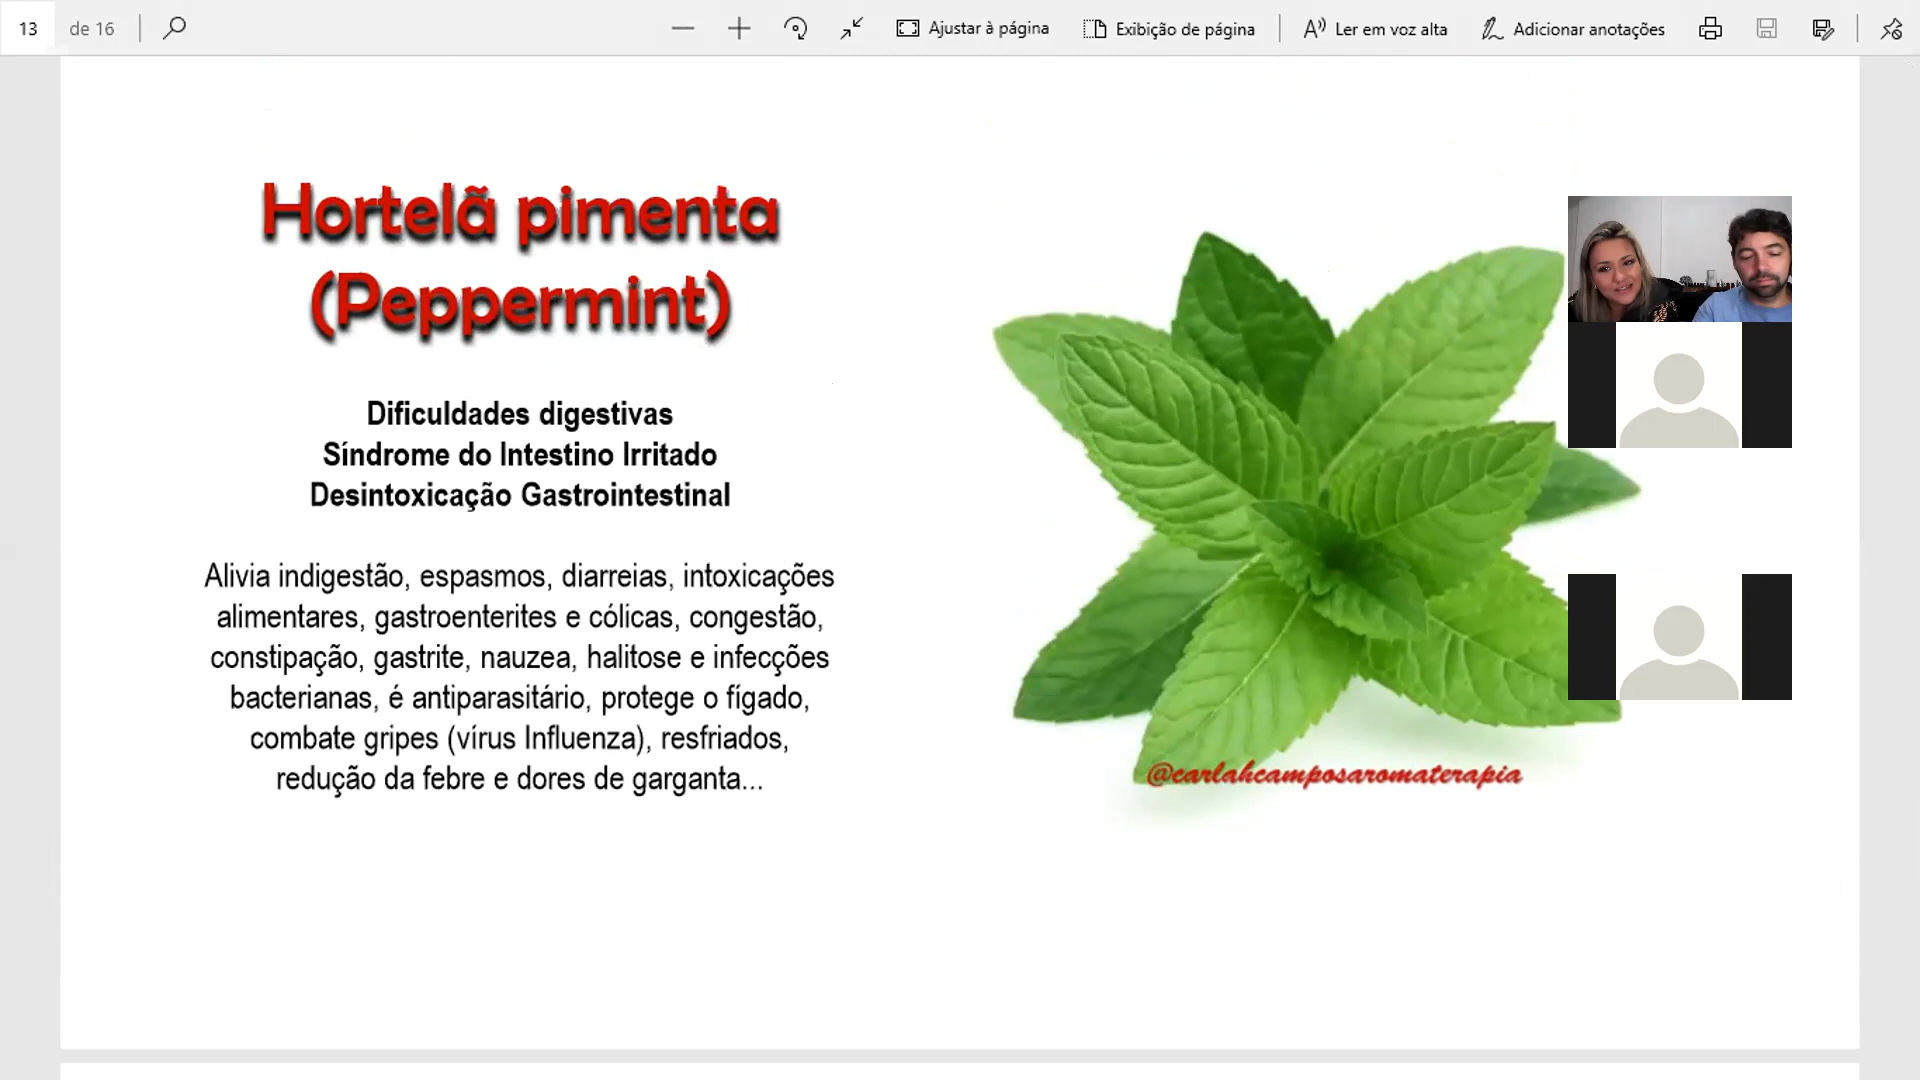 13 de 16
Ajustar à página
Exibição de página
Ler em voz alta
Adicionar anotações
Hortelã pimenta
(Peppermint)
Dificuldades digestivas
Síndrome do Intestino Irritado
Desintoxicação Gastrointestinal
Alivia indigestão, espasmos, diarreias, intoxicações
alimentares, gastroenterites e cólicas, congestão,
constipação, gastrite, nauzea, halitose e infecções
bacterianas, é antiparasitário, protege o fígado,
combate gripes (vírus Influenza), resfriados,
redução da febre e dores de garganta...
@carlahcamposaromaterapia